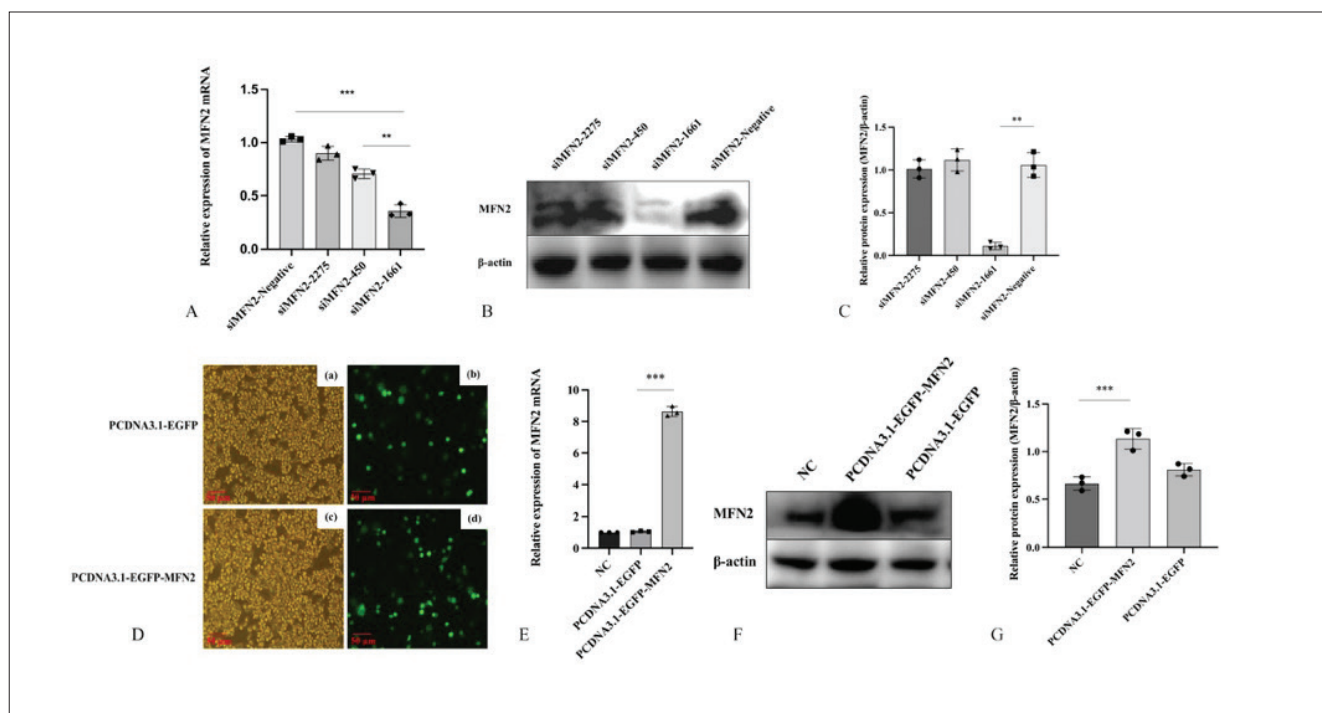 Relative expression of MFN2 mRNA
1.5
1.0
0.5
0.0
***
**
siMFN2-Negative
siMFN2-2275
siMFN2-450
siMFN2-1661
A
siMFN2-2275
siMFN2-450
siMFN2-1661
siMFN2-Negative
MFN2
β-actin
B
Relative protein expression (MFN2/β-actin)
1.5
1.0
0.5
0.0
**
siMFN2-2275
siMFN2-450
siMFN2-1661
siMFN2-Negative
C
PCDNA3.1-EGFP
(a)
(b)
50 μm
PCDNA3.1-EGFP-MFN2
(c)
(d)
50 μm
D
Relative expression of MFN2 mRNA
10
8
6
4
2
0
***
NC
PCDNA3.1-EGFP
PCDNA3.1-EGFP-MFN2
E
NC
PCDNA3.1-EGFP-MFN2
PCDNA3.1-EGFP
MFN2
β-actin
F
Relative protein expression (MFN2/β-actin)
1.5
1.0
0.5
0.0
***
NC
PCDNA3.1-EGFP-MFN2
PCDNA3.1-EGFP
G